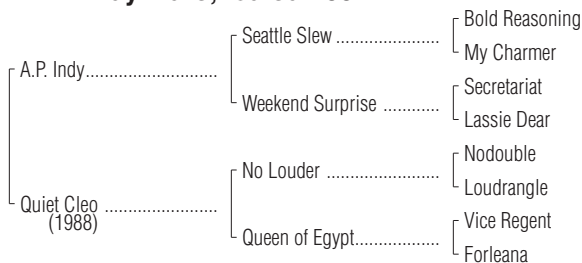 Seattle Slew ........................
Bold Reasoning
My Charmer
A.P. Indy..............................
Weekend Surprise .............
Secretariat
Lassie Dear
No Louder ..........................
Nodouble
Loudrangle
Quiet Cleo .........................
(1988)
Queen of Egypt...................
Vice Regent
Forleana